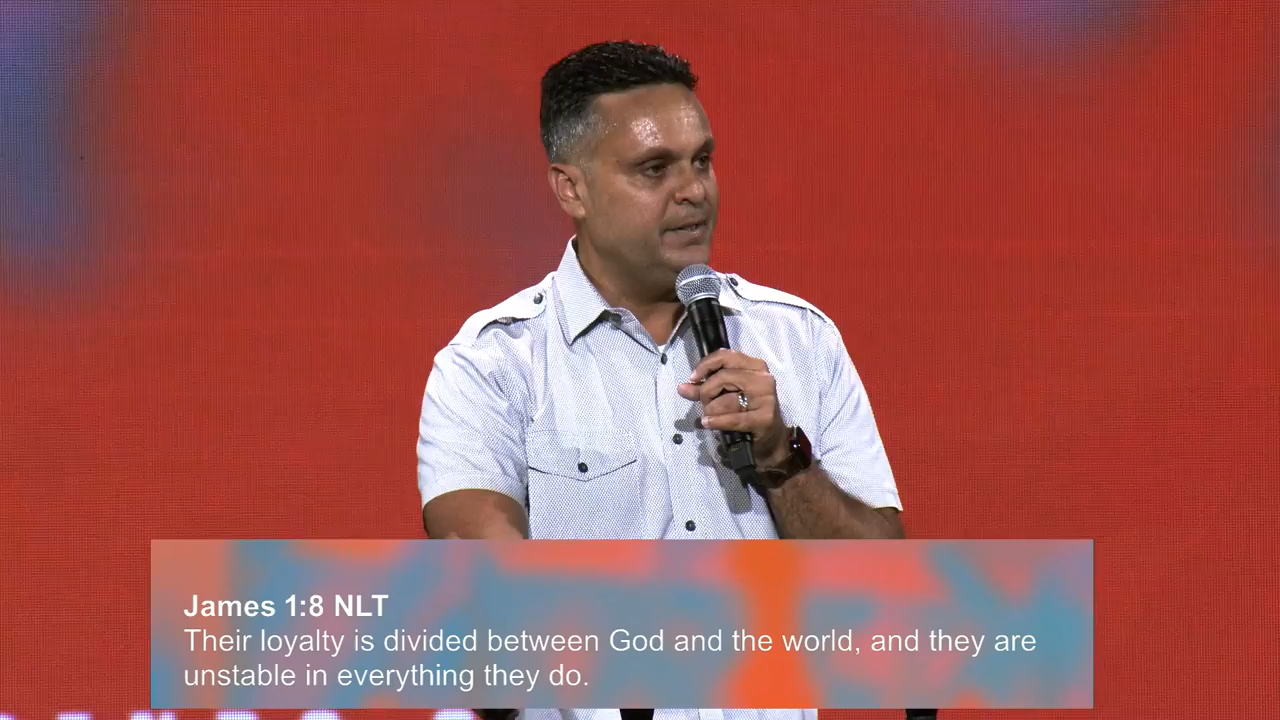 James 1:8 NLT
Their loyalty is divided between God and the world, and they are
unstable in everything they do.